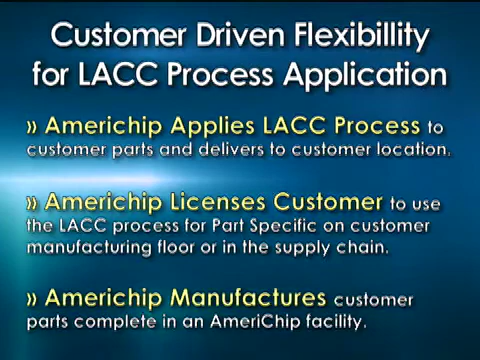 Customer Driven Flexibillity
for LACC Process Application
» Americhip Applies LACC Process to
customer parts and delivers to customer location.
» Americhip Licenses Customer to use
the LACC process for Part Specific on customer
manufacturing floor or in the supply chain.
» Americhip Manufactures customer
parts complete in an AmeriChip facility.